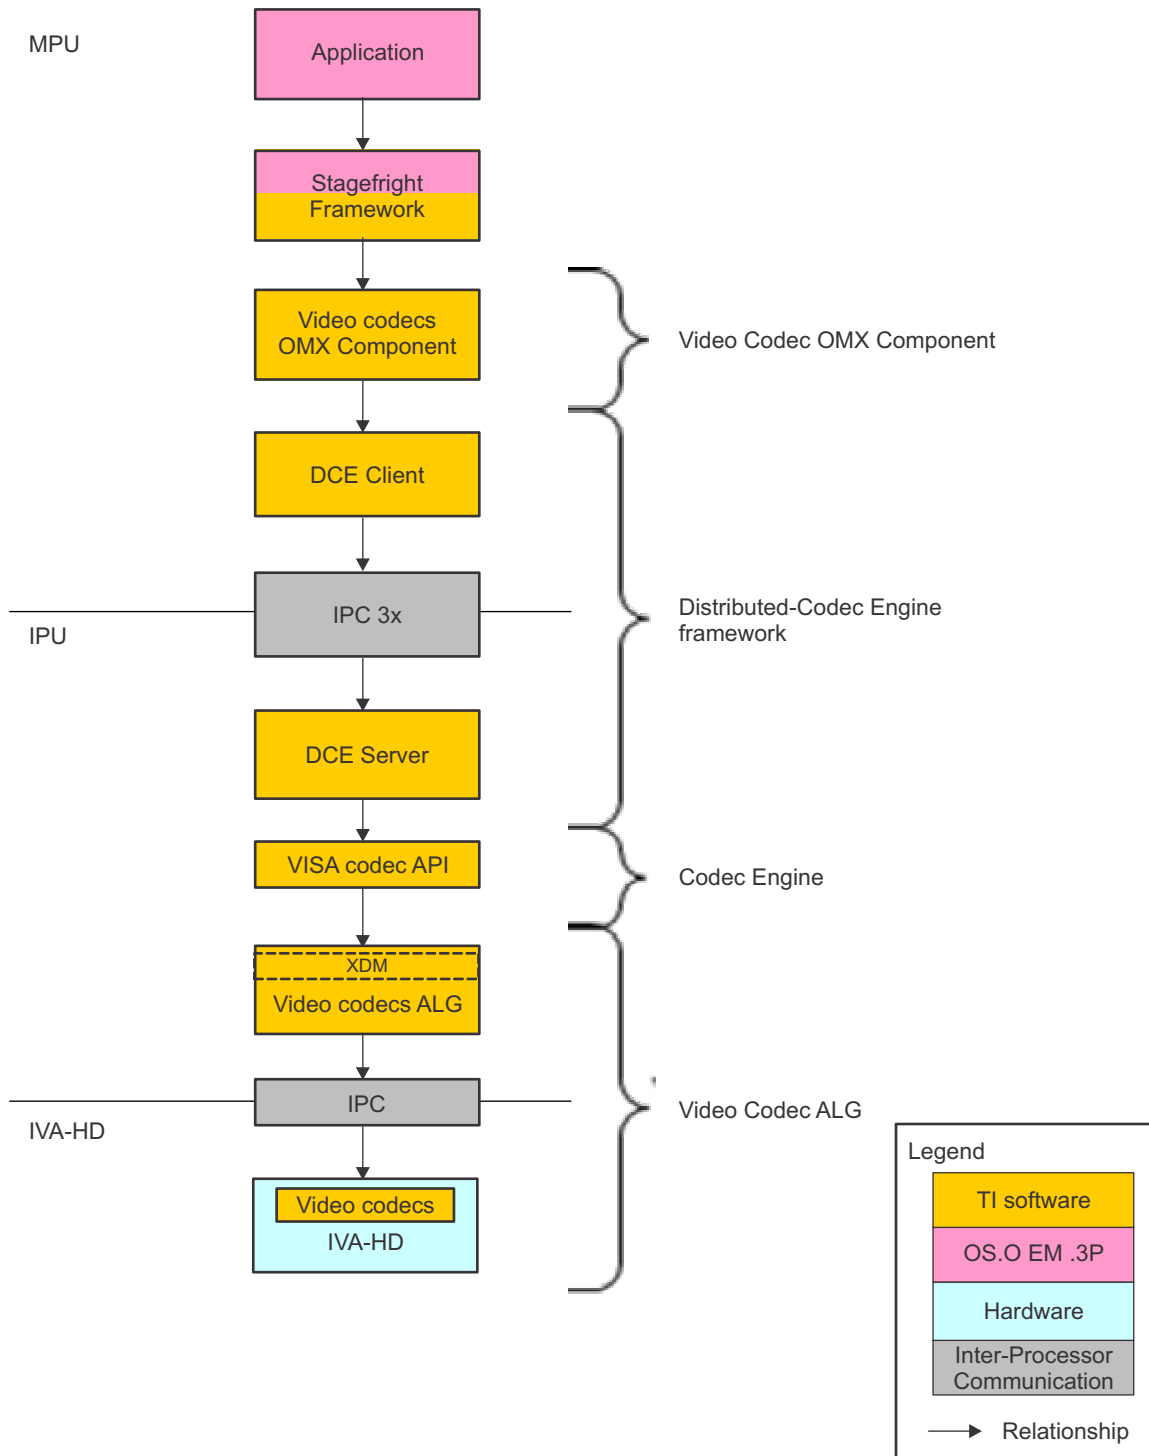 MPU
Application
Stagefright
Framework
Video codecs
OMX Component
Video Codec OMX Component
DCE Client
IPC 3x
Distributed-Codec Engine
framework
IPU
DCE Server
VISA codec API
Codec Engine
XDM
Video codecs ALG
IPC
Video Codec ALG
IVA-HD
Video codecs
IVA-HD
Legend
TI software
OS.O EM .3P
Hardware
Inter-Processor
Communication
Relationship